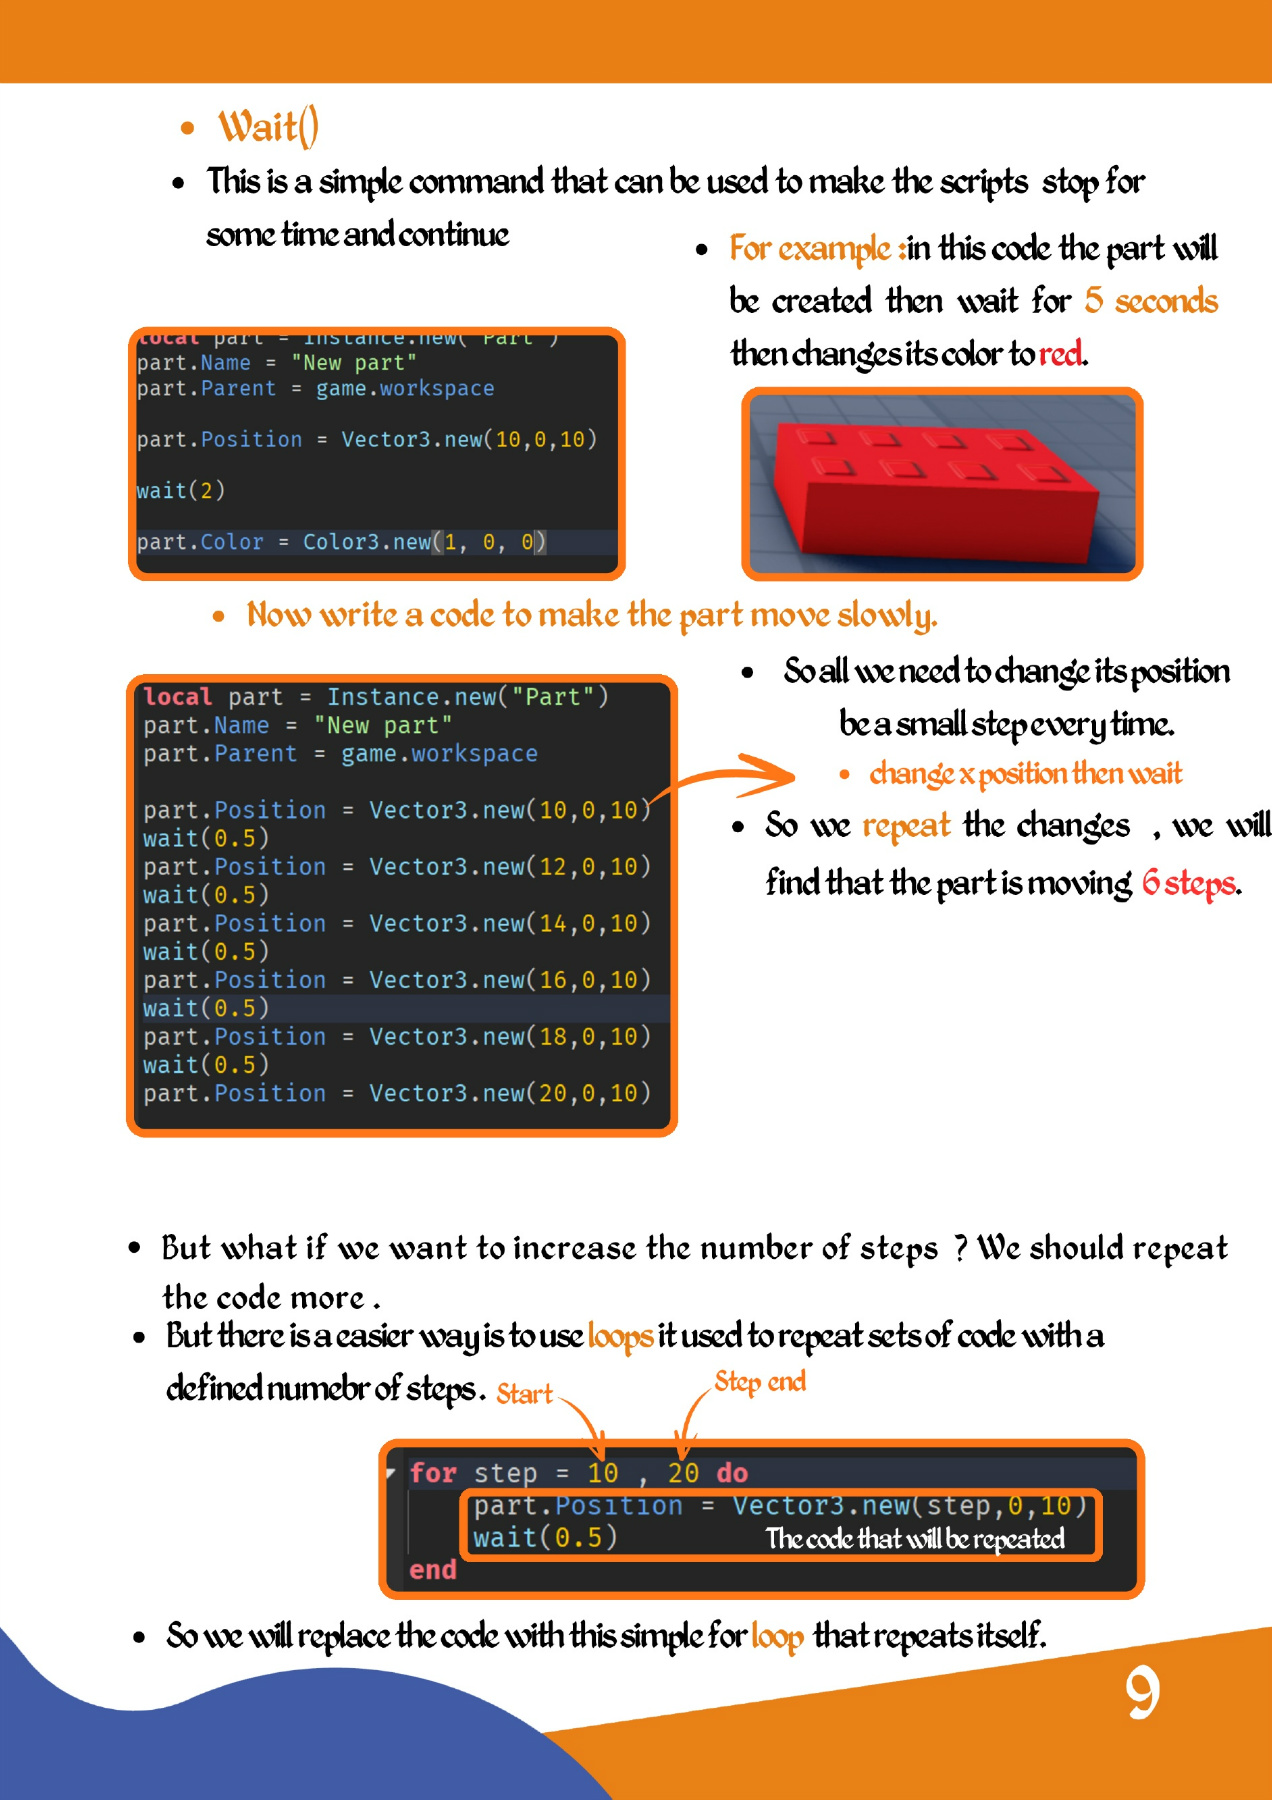 Wait()
This is a simple command that can be used to make the scripts stop for
some time and continue
For example :in this code the part will
be created then wait for 5 seconds
then changes its color to red.
local part = Instance.new("Part")
part.Name = "New part"
part.Parent = game.workspace
part.Position = Vector3.new(10,0,10)
wait(2)
part.Color = Color3.new(1, 0, 0)
Now write a code to make the part move slowly.
local part = Instance.new("Part")
part.Name = "New part"
part.Parent = game.workspace
part.Position = Vector3.new(10,0,10)
wait(0.5)
part.Position = Vector3.new(12,0,10)
wait(0.5)
part.Position = Vector3.new(14,0,10)
wait(0.5)
part.Position = Vector3.new(16,0,10)
wait(0.5)
part.Position = Vector3.new(18,0,10)
wait(0.5)
part.Position = Vector3.new(20,0,10)
So all we need to change its position
be a small step every time.
change x position then wait
So we repeat the changes , we will
find that the part is moving 6 steps.
But what if we want to increase the number of steps ? We should repeat
the code more .
But there is a easier way is to use loops it used to repeat sets of code with a
defined numebr of steps .
Start
Step end
for step = 10 , 20 do
part.Position = Vector3.new(step,0,10)
wait(0.5)
The code that will be repeated
end
So we will replace the code with this simple for loop that repeats itself.
9